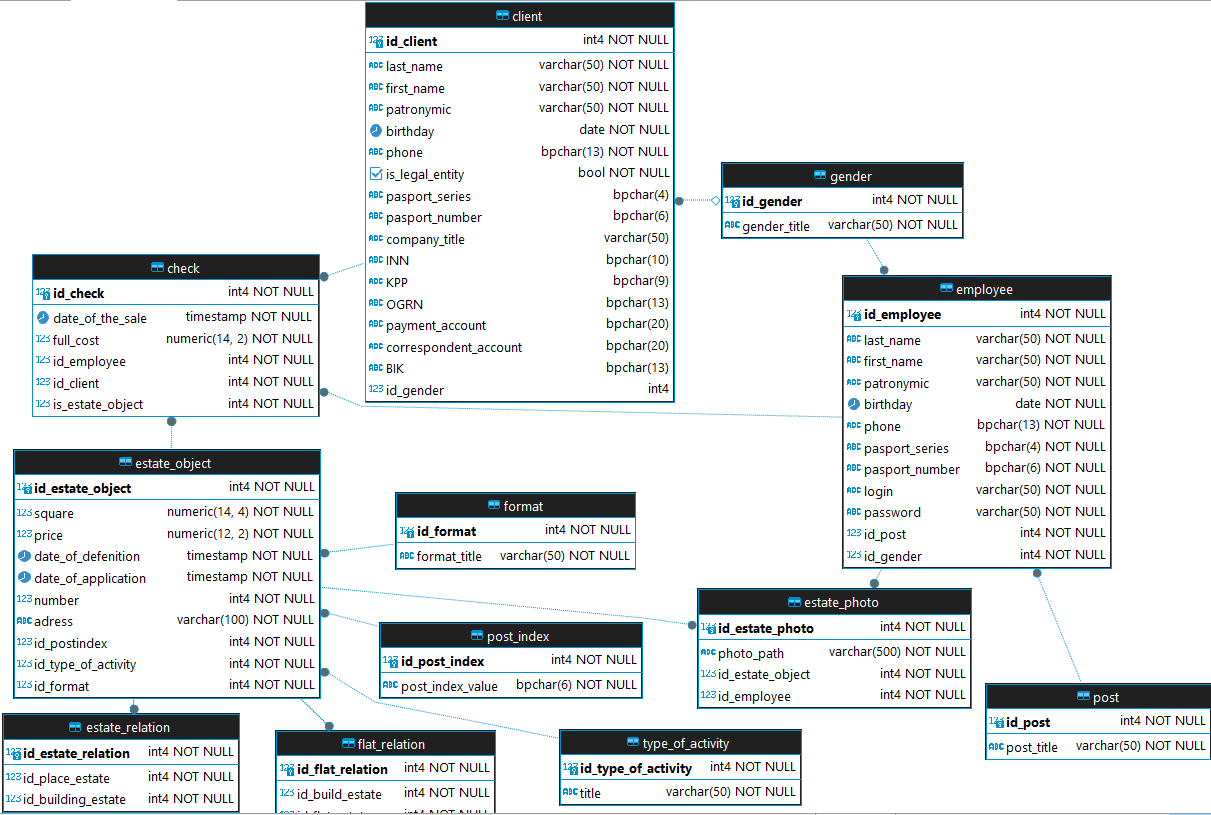 client
id_client int4 NOT NULL
last_name varchar(50) NOT NULL
first_name varchar(50) NOT NULL
patronymic varchar(50) NOT NULL
birthday date NOT NULL
phone bpchar(13) NOT NULL
is_legal_entity bool NOT NULL
pasport_series bpchar(4)
pasport_number bpchar(6)
company_title varchar(50)
INN bpchar(10)
KPP bpchar(9)
OGRN bpchar(13)
payment_account bpchar(20)
correspondent_account bpchar(20)
BIK bpchar(13)
id_gender int4
gender
id_gender int4 NOT NULL
gender_title varchar(50) NOT NULL
check
id_check int4 NOT NULL
date_of_the_sale timestamp NOT NULL
full_cost numeric(14, 2) NOT NULL
id_employee int4 NOT NULL
id_client int4 NOT NULL
is_estate_object int4 NOT NULL
employee
id_employee int4 NOT NULL
last_name varchar(50) NOT NULL
first_name varchar(50) NOT NULL
patronymic varchar(50) NOT NULL
birthday date NOT NULL
phone bpchar(13) NOT NULL
pasport_series bpchar(4) NOT NULL
pasport_number bpchar(6) NOT NULL
login varchar(50) NOT NULL
password varchar(50) NOT NULL
id_post int4 NOT NULL
id_gender int4 NOT NULL
estate_object
id_estate_object int4 NOT NULL
square numeric(14, 4) NOT NULL
price numeric(12, 2) NOT NULL
date_of_defenition timestamp NOT NULL
date_of_application timestamp NOT NULL
number int4 NOT NULL
adress varchar(100) NOT NULL
id_postindex int4 NOT NULL
id_type_of_activity int4 NOT NULL
id_format int4 NOT NULL
format
id_format int4 NOT NULL
format_title varchar(50) NOT NULL
estate_photo
id_estate_photo int4 NOT NULL
photo_path varchar(500) NOT NULL
id_estate_object int4 NOT NULL
id_employee int4 NOT NULL
post_index
id_post_index int4 NOT NULL
post_index_value bpchar(6) NOT NULL
post
id_post int4 NOT NULL
post_title varchar(50) NOT NULL
estate_relation
id_estate_relation int4 NOT NULL
id_place_estate int4 NOT NULL
id_building_estate int4 NOT NULL
flat_relation
id_flat_relation int4 NOT NULL
id_build_estate int4 NOT NULL
type_of_activity
id_type_of_activity int4 NOT NULL
title varchar(50) NOT NULL